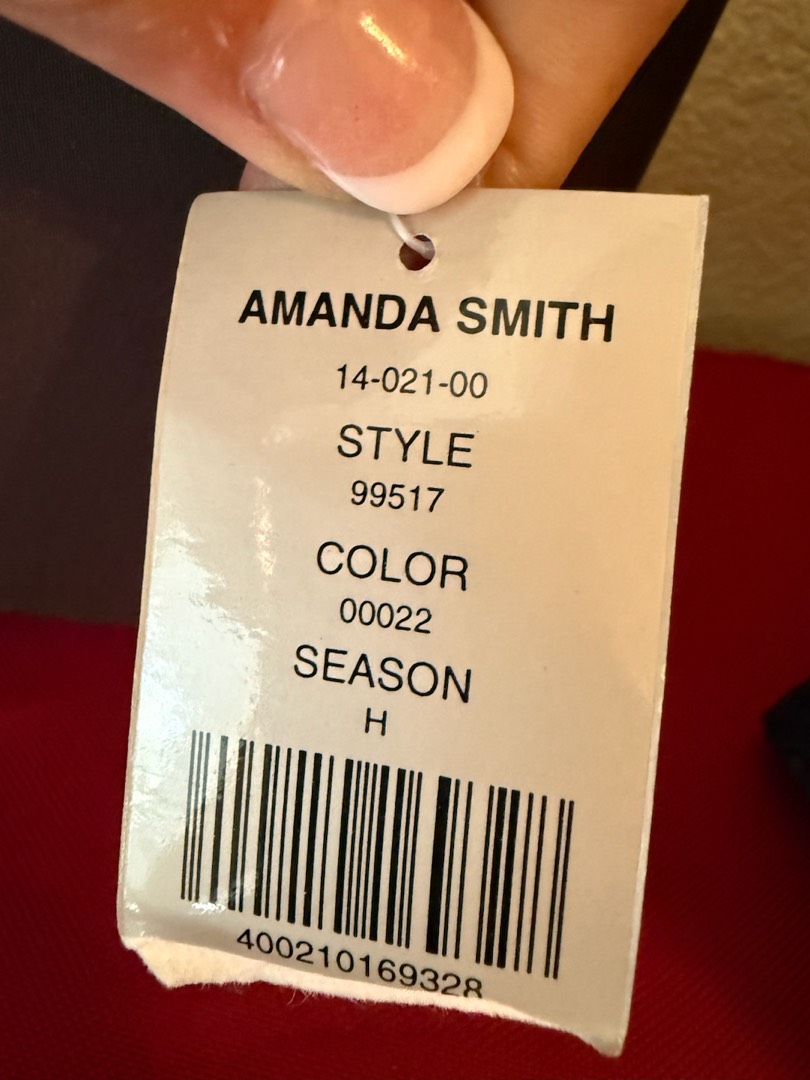 AMANDA SMITH
14-021-00
STYLE
99517
COLOR
00022
SEASON
H
400210169328